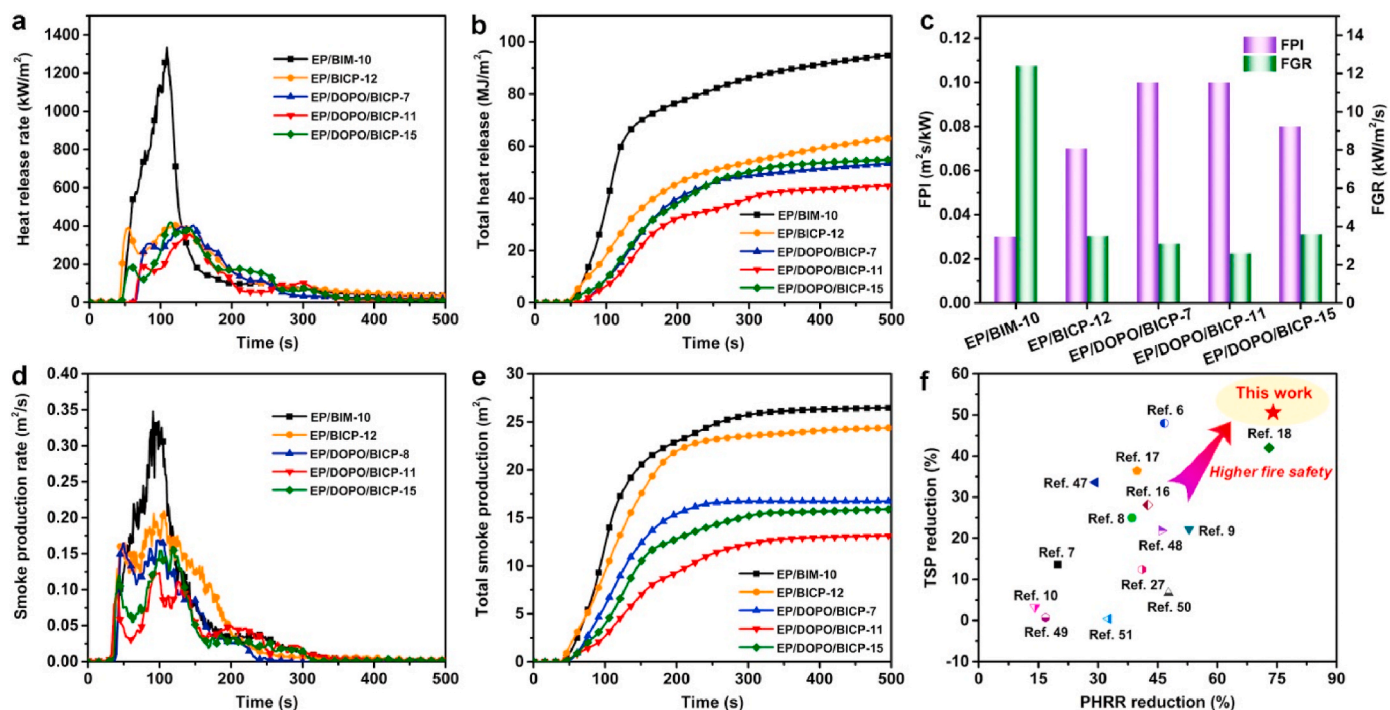 a
Heat release rate (kW/m²)
1400
1200
1000
800
600
400
200
0
EP/BIM-10
EP/BICP-12
EP/DOPO/BICP-7
EP/DOPO/BICP-11
EP/DOPO/BICP-15
0 100 200 300 400 500
Time (s)
b
Total heat release (MJ/m²)
100
80
60
40
20
0
EP/BIM-10
EP/BICP-12
EP/DOPO/BICP-7
EP/DOPO/BICP-11
EP/DOPO/BICP-15
0 100 200 300 400 500
Time (s)
c
FPI (m²s/kW)
0.12
0.10
0.08
0.06
0.04
0.02
0.00
FPI
FGR
14
12
10
8
6
4
2
0
FGR (kW/m²/s)
EP/BIM-10
EP/BICP-12
EP/DOPO/BICP-7
EP/DOPO/BICP-11
EP/DOPO/BICP-15
d
Smoke production rate (m²/s)
0.40
0.35
0.30
0.25
0.20
0.15
0.10
0.05
0.00
EP/BIM-10
EP/BICP-12
EP/DOPO/BICP-8
EP/DOPO/BICP-11
EP/DOPO/BICP-15
0 100 200 300 400 500
Time (s)
e
Total smoke production (m²)
30
25
20
15
10
5
0
EP/BIM-10
EP/BICP-12
EP/DOPO/BICP-7
EP/DOPO/BICP-11
EP/DOPO/BICP-15
0 100 200 300 400 500
Time (s)
f
TSP reduction (%)
60
50
40
30
20
10
0
-10
This work
Ref. 6
Ref. 18
Ref. 17
Higher fire safety
Ref. 47
Ref. 16
Ref. 8
Ref. 9
Ref. 48
Ref. 7
Ref. 27
Ref. 10
Ref. 50
Ref. 49
Ref. 51
15 30 45 60 75 90
PHRR reduction (%)